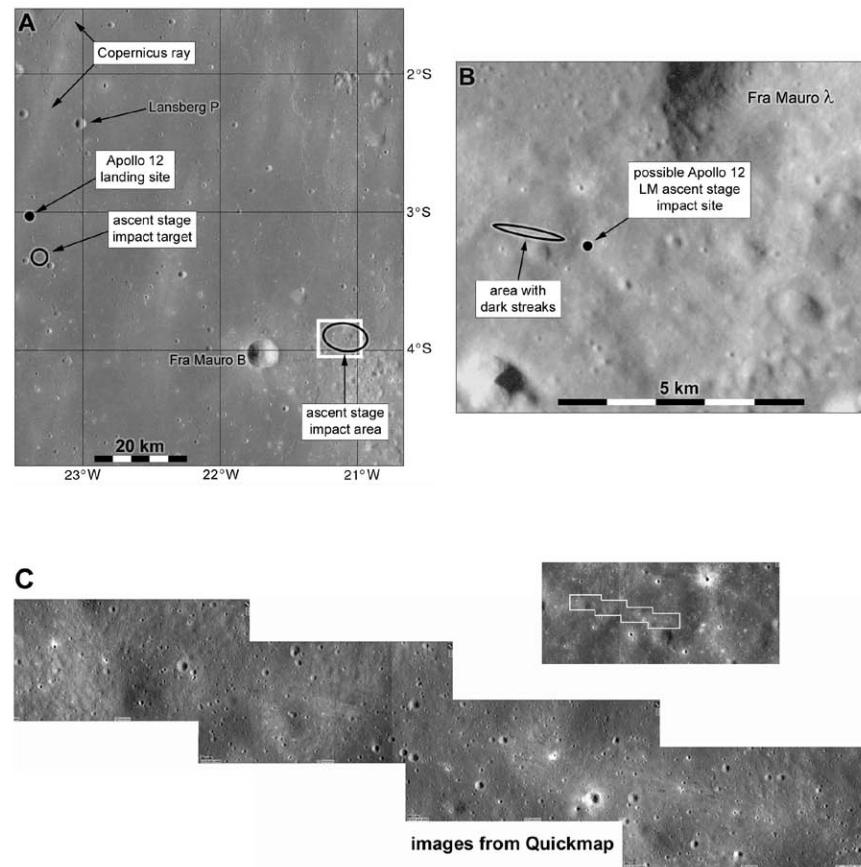 A
Copernicus ray
Lansberg P
Apollo 12
landing site
ascent stage
impact target
Fra Mauro B
ascent stage
impact area
20 km
2°S
3°S
4°S
23°W
22°W
21°W
B
Fra Mauro λ
possible Apollo 12
LM ascent stage
impact site
area with
dark streaks
5 km
C
images from Quickmap